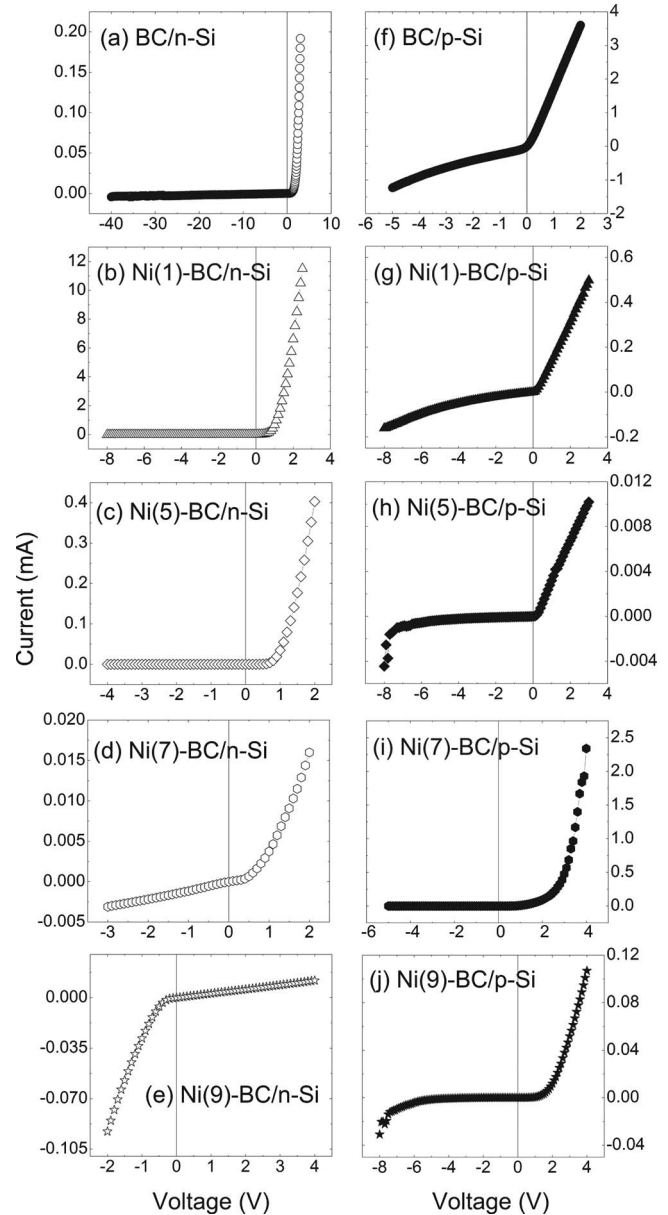 (a) BC/n-Si
0.20
0.15
0.10
0.05
0.00
-40 -30 -20 -10 0 10
(f) BC/p-Si
4
3
2
1
0
-1
-2
-6 -5 -4 -3 -2 -1 0 1 2 3
(b) Ni(1)-BC/n-Si
12
10
8
6
4
2
0
-8 -6 -4 -2 0 2 4
(g) Ni(1)-BC/p-Si
0.6
0.4
0.2
0.0
-0.2
-8 -6 -4 -2 0 2 4
Current (mA)
(c) Ni(5)-BC/n-Si
0.4
0.3
0.2
0.1
0.0
-4 -3 -2 -1 0 1 2
(h) Ni(5)-BC/p-Si
0.012
0.008
0.004
0.000
-0.004
-8 -6 -4 -2 0 2 4
(d) Ni(7)-BC/n-Si
0.020
0.015
0.010
0.005
0.000
-0.005
-3 -2 -1 0 1 2
(i) Ni(7)-BC/p-Si
2.5
2.0
1.5
1.0
0.5
0.0
-6 -4 -2 0 2 4
(e) Ni(9)-BC/n-Si
0.000
-0.035
-0.070
-0.105
-2 -1 0 1 2 3 4
(j) Ni(9)-BC/p-Si
0.12
0.08
0.04
0.00
-0.04
-8 -6 -4 -2 0 2 4
Voltage (V)
Voltage (V)